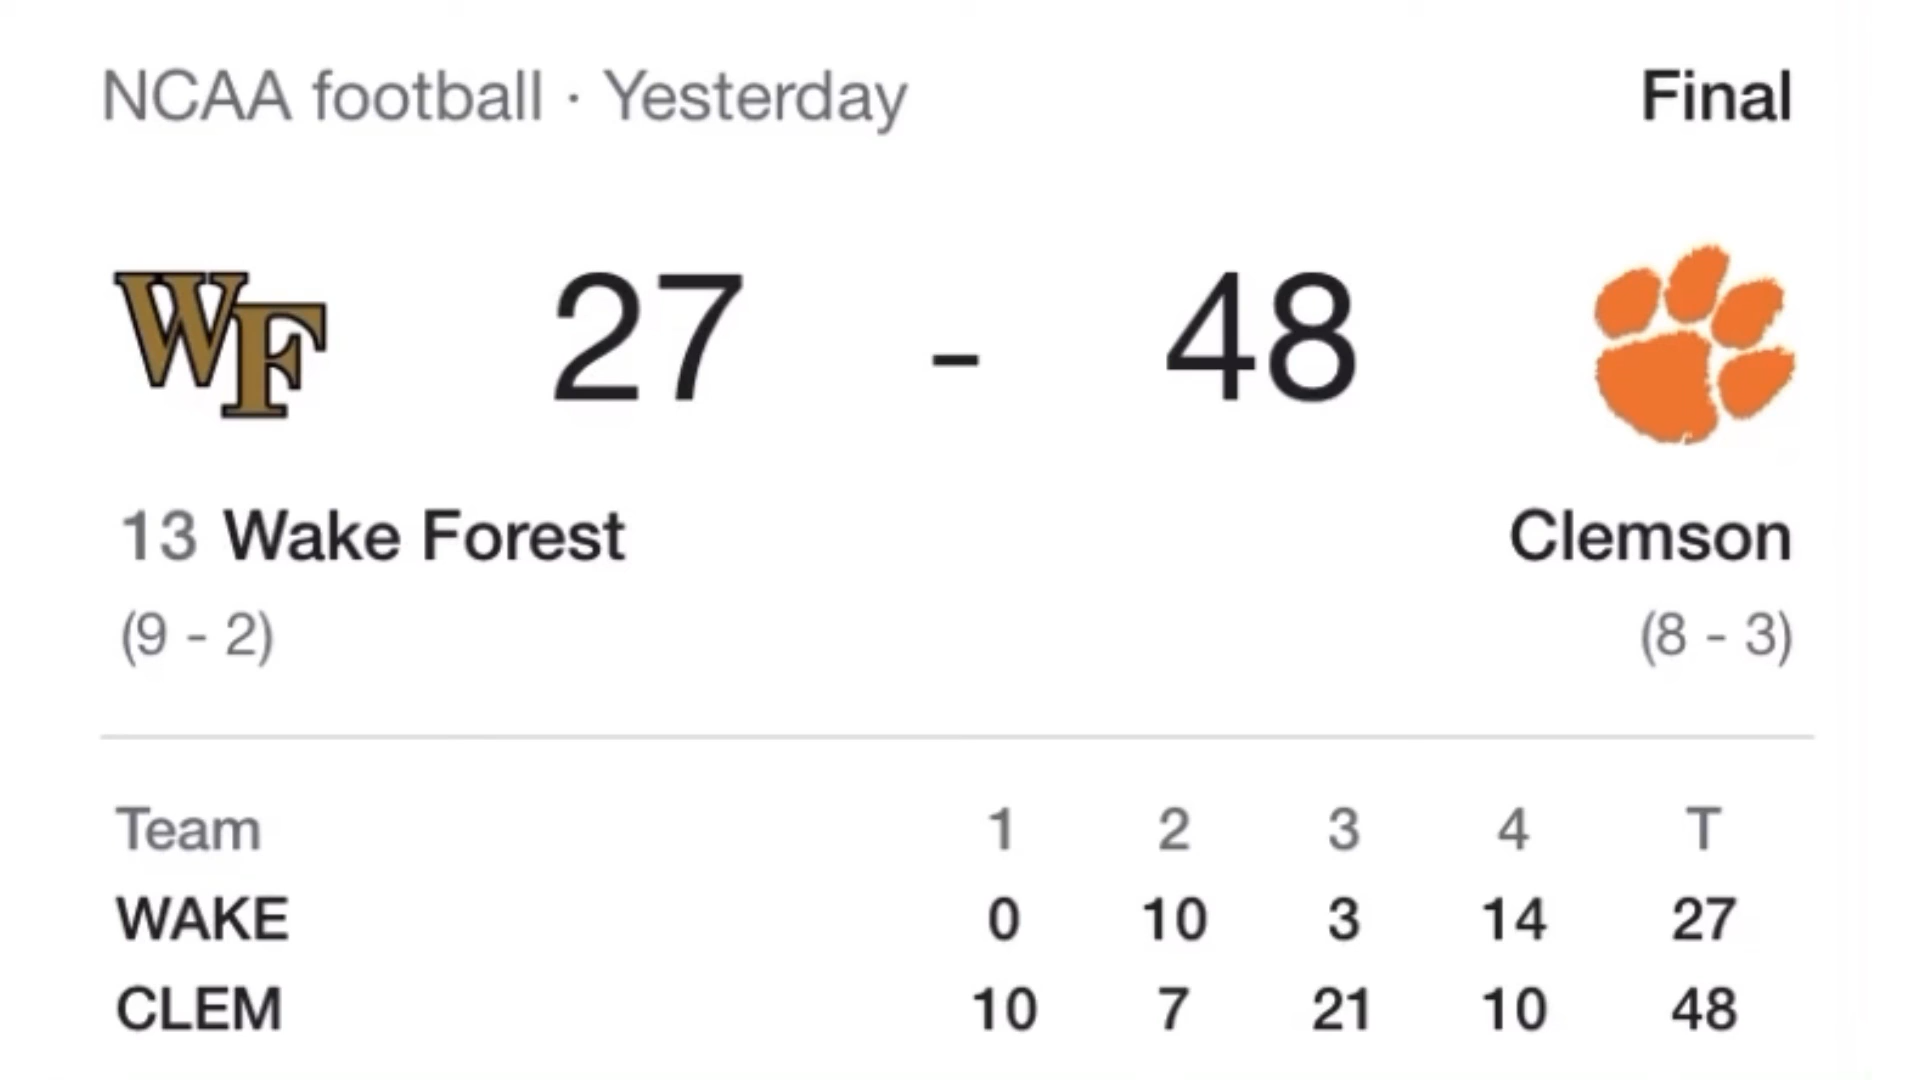 NCAA football · Yesterday Final
WF 27 - 48
13 Wake Forest Clemson
(9 - 2) (8 - 3)
Team 1 2 3 4 T
WAKE 0 10 3 14 27
CLEM 10 7 21 10 48